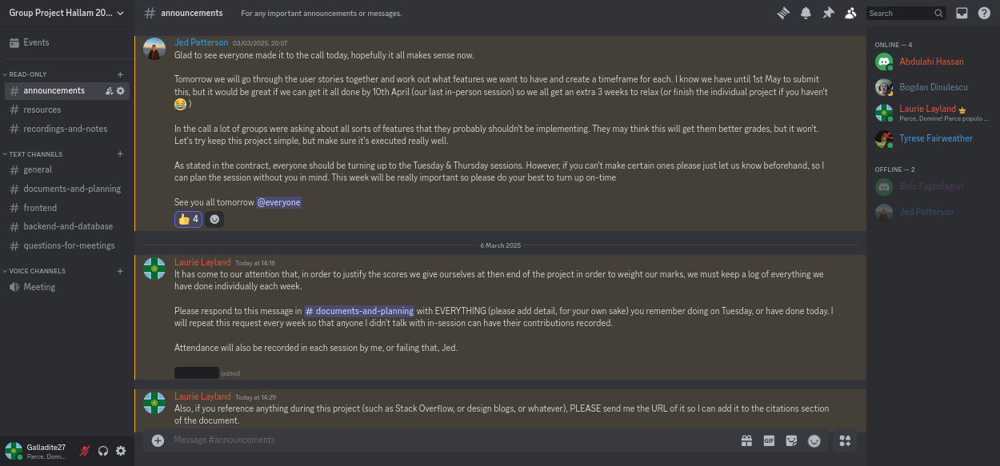 Group Project Hallam 20...
announcements
For any important announcements or messages.
Search
Events
READ-ONLY
announcements
resources
recordings-and-notes
TEXT CHANNELS
general
documents-and-planning
frontend
backend-and-database
questions-for-meetings
VOICE CHANNELS
Meeting
Galladite27
Parce, Domi...
Jed Patterson 03/03/2025, 20:07
Glad to see everyone made it to the call today, hopefully it all makes sense now.
Tomorrow we will go through the user stories together and work out what features we want to have and create a timeframe for each. I know we have until 1st May to submit
this, but it would be great if we can get it all done by 10th April (our last in-person session) so we all get an extra 3 weeks to relax (or finish the individual project if you haven't
😂 )
In the call a lot of groups were asking about all sorts of features that they probably shouldn't be implementing. They may think this will get them better grades, but it won't.
Let's try keep this project simple, but make sure it's executed really well.
As stated in the contract, everyone should be turning up to the Tuesday & Thursday sessions. However, if you can't make certain ones please just let us know beforehand, so I
can plan the session without you in mind. This week will be really important so please do your best to turn up on-time
See you all tomorrow @everyone
👍 4
6 March 2025
Laurie Layland Today at 14:18
It has come to our attention that, in order to justify the scores we give ourselves at then end of the project in order to weight our marks, we must keep a log of everything we
have done individually each week.
Please respond to this message in # documents-and-planning with EVERYTHING (please add detail, for your own sake) you remember doing on Tuesday, or have done today. I
will repeat this request every week so that anyone I didn't talk with in-session can have their contributions recorded.
Attendance will also be recorded in each session by me, or failing that, Jed.
(edited)
Laurie Layland Today at 14:29
Also, if you reference anything during this project (such as Stack Overflow, or design blogs, or whatever), PLEASE send me the URL of it so I can add it to the citations section
of the document.
Message #announcements
GIF
ONLINE — 4
Abdulahi Hassan
Bogdan Dinulescu
Laurie Layland
Parce, Domine! Parce populo ...
Tyrese Fairweather
OFFLINE — 2
Bolu Fagbolagun
Jed Patterson